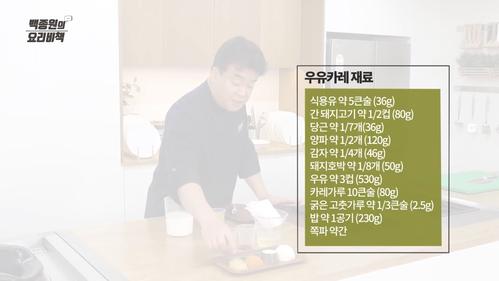 백종원의
요리비책
우유카레 재료
식용유 약 5큰술 (36g)
간 돼지고기 약 1/2컵 (80g)
당근 약 1/7개(36g)
양파 약 1/2개 (120g)
감자 약 1/4개 (46g)
돼지호박 약 1/8개 (50g)
우유 약 3컵 (530g)
카레가루 10큰술 (80g)
굵은 고춧가루 약 1/3큰술 (2.5g)
밥 약 1공기 (230g)
쪽파 약간